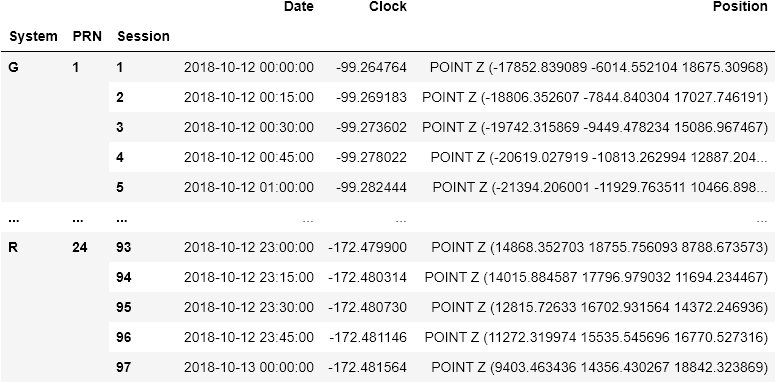 Date Clock Position
System PRN Session
G 1 1 2018-10-12 00:00:00 -99.264764 POINT Z (-17852.839089 -6014.552104 18675.30968)
2 2018-10-12 00:15:00 -99.269183 POINT Z (-18806.352607 -7844.840304 17027.746191)
3 2018-10-12 00:30:00 -99.273602 POINT Z (-19742.315869 -9449.478234 15086.967467)
4 2018-10-12 00:45:00 -99.278022 POINT Z (-20619.027919 -10813.262994 12887.204...
5 2018-10-12 01:00:00 -99.282444 POINT Z (-21394.206001 -11929.763511 10466.898...
... ... ... ... ... ...
R 24 93 2018-10-12 23:00:00 -172.479900 POINT Z (14868.352703 18755.756093 8788.673573)
94 2018-10-12 23:15:00 -172.480314 POINT Z (14015.884587 17796.979032 11694.234467)
95 2018-10-12 23:30:00 -172.480730 POINT Z (12815.72633 16702.931564 14372.246936)
96 2018-10-12 23:45:00 -172.481146 POINT Z (11272.319974 15535.545696 16770.527316)
97 2018-10-13 00:00:00 -172.481564 POINT Z (9403.463436 14356.430267 18842.323869)